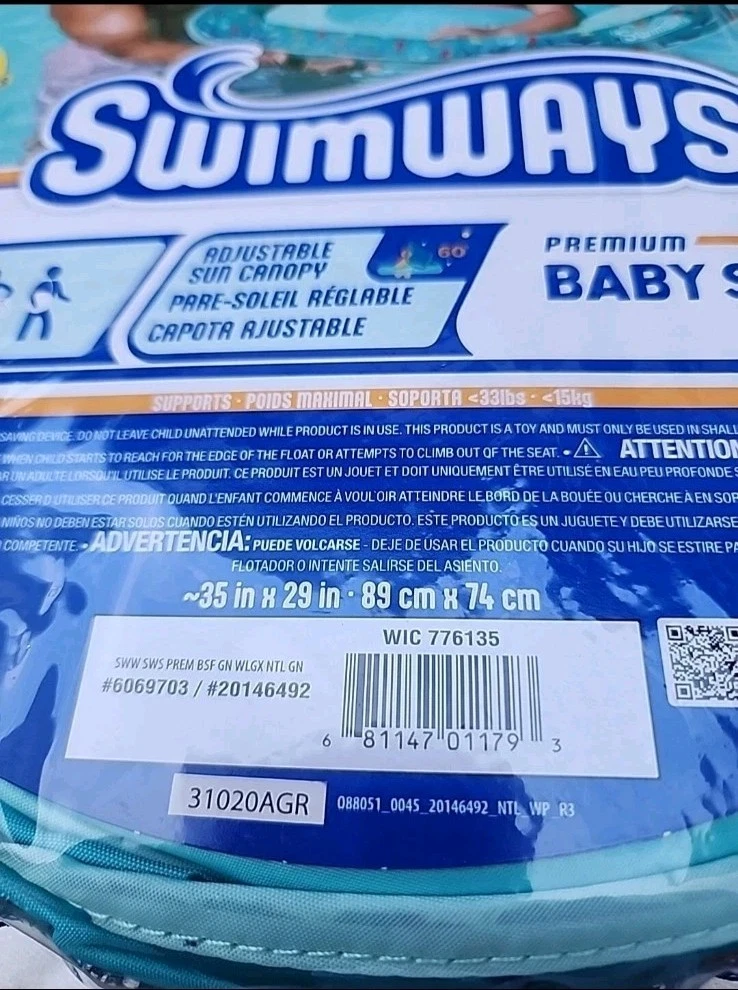 SWIMWAYS
ADJUSTABLE
SUN CANOPY
PARE-SOLEIL RÉGLABLE
CAPOTA AJUSTABLE
60
PREMIUM
BABY S
SUPPORTS · POIDS MAXIMAL · SOPORTA <33lbs · <15kg
SAVING DEVICE. DO NOT LEAVE CHILD UNATTENDED WHILE PRODUCT IS IN USE. THIS PRODUCT IS A TOY AND MUST ONLY BE USED IN SHALL
WHEN CHILD STARTS TO REACH FOR THE EDGE OF THE FLOAT OR ATTEMPTS TO CLIMB OUT OF THE SEAT. • ATTENTION
R UN ADULTE LORSQU'IL UTILISE LE PRODUIT. CE PRODUIT EST UN JOUET ET DOIT UNIQUEMENT ÊTRE UTILISÉ EN EAU PEU PROFONDE
CESSER D'UTILISER CE PRODUIT QUAND L'ENFANT COMMENCE À VOULOIR ATTEINDRE LE BORD DE LA BOUÉE OU CHERCHE À EN SOR
NIÑOS NO DEBEN ESTAR SOLOS CUANDO ESTÉN UTILIZANDO EL PRODUCTO. ESTE PRODUCTO ES UN JUGUETE Y DEBE UTILIZARSE
COMPETENTE. • ADVERTENCIA: PUEDE VOLCARSE - DEJE DE USAR EL PRODUCTO CUANDO SU HIJO SE ESTIRE PA
FLOTADOR O INTENTE SALIRSE DEL ASIENTO.
~35 in x 29 in · 89 cm x 74 cm
WIC 776135
SWW SWS PREM BSF GN WLGX NTL GN
#6069703 / #20146492
6 81147 01179 3
31020AGR
088051_0045_20146492_NTL_WP_R3